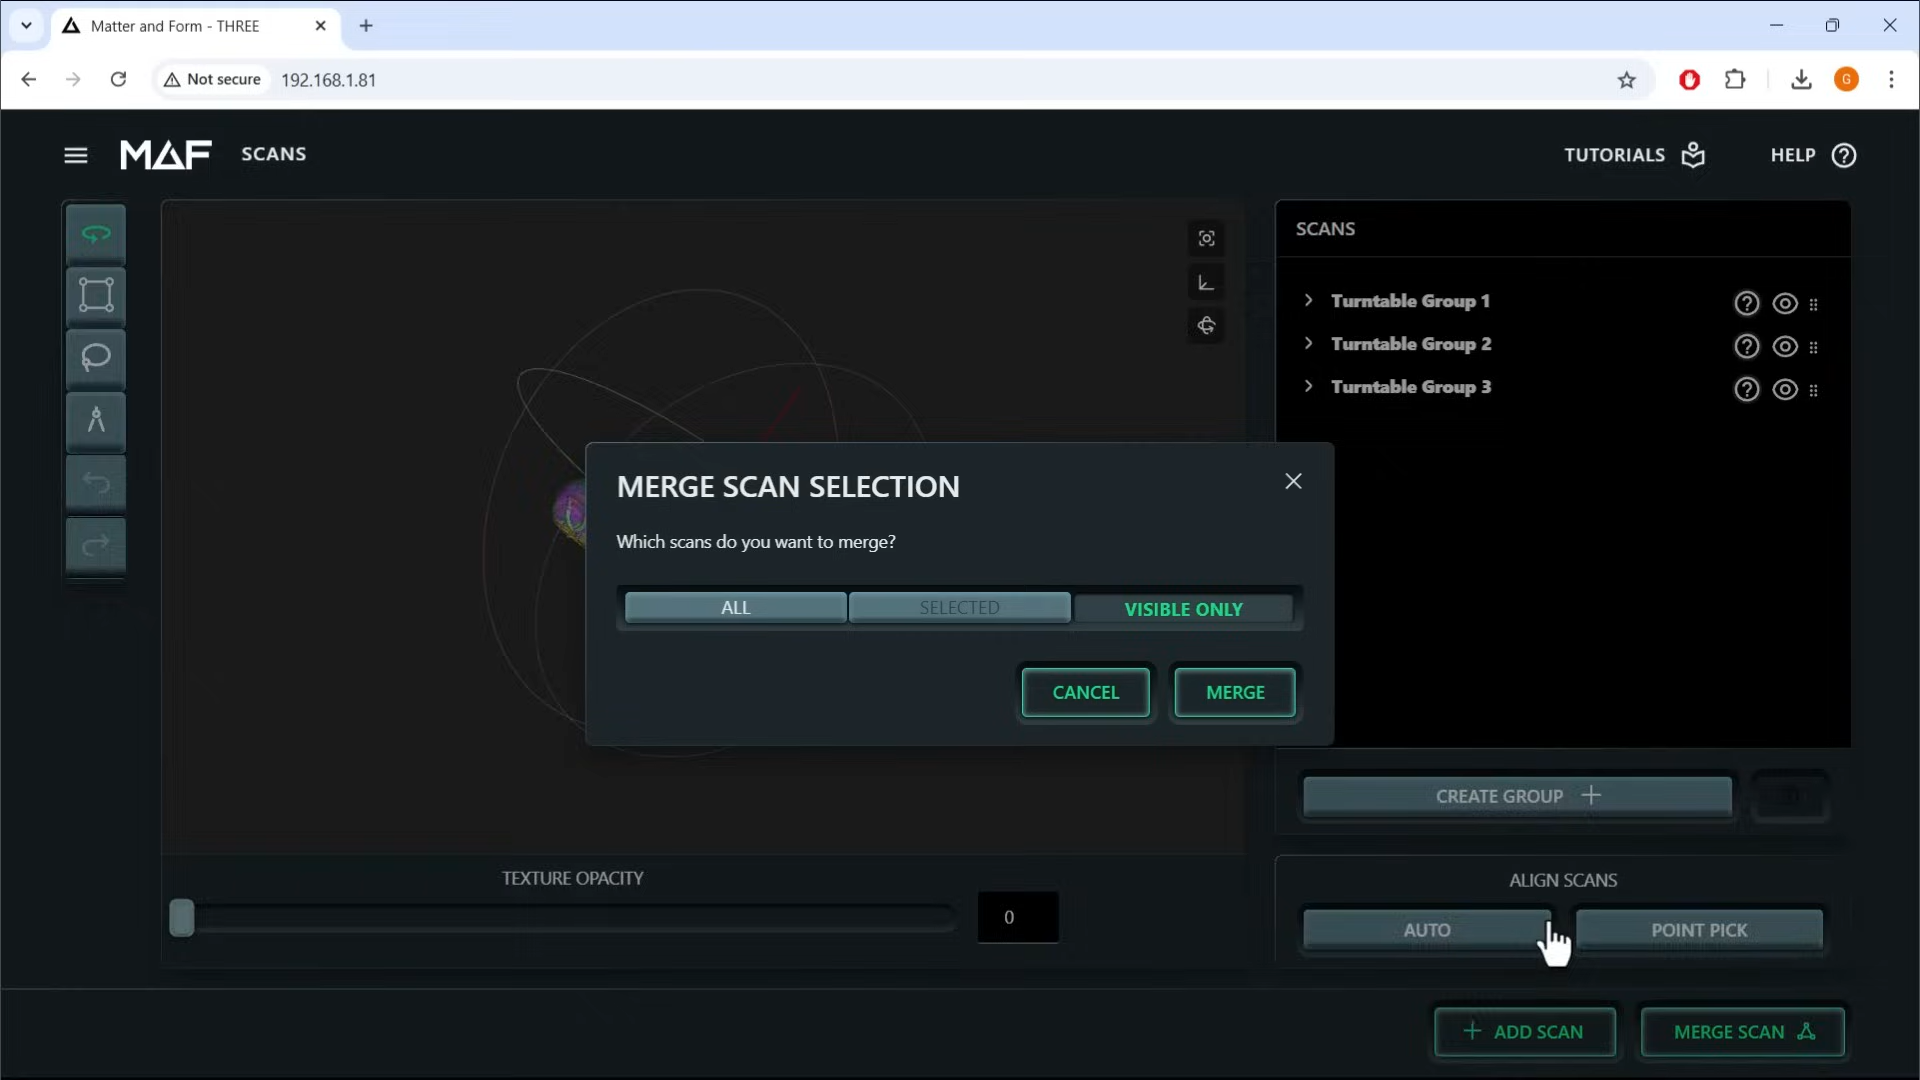 Matter and Form - THREE
Not secure
192.168.1.81
G
MAF
SCANS
TUTORIALS
HELP
SCANS
Turntable Group 1
Turntable Group 2
Turntable Group 3
MERGE SCAN SELECTION
Which scans do you want to merge?
ALL
SELECTED
VISIBLE ONLY
CANCEL
MERGE
CREATE GROUP
TEXTURE OPACITY
0
ALIGN SCANS
AUTO
POINT PICK
ADD SCAN
MERGE SCAN